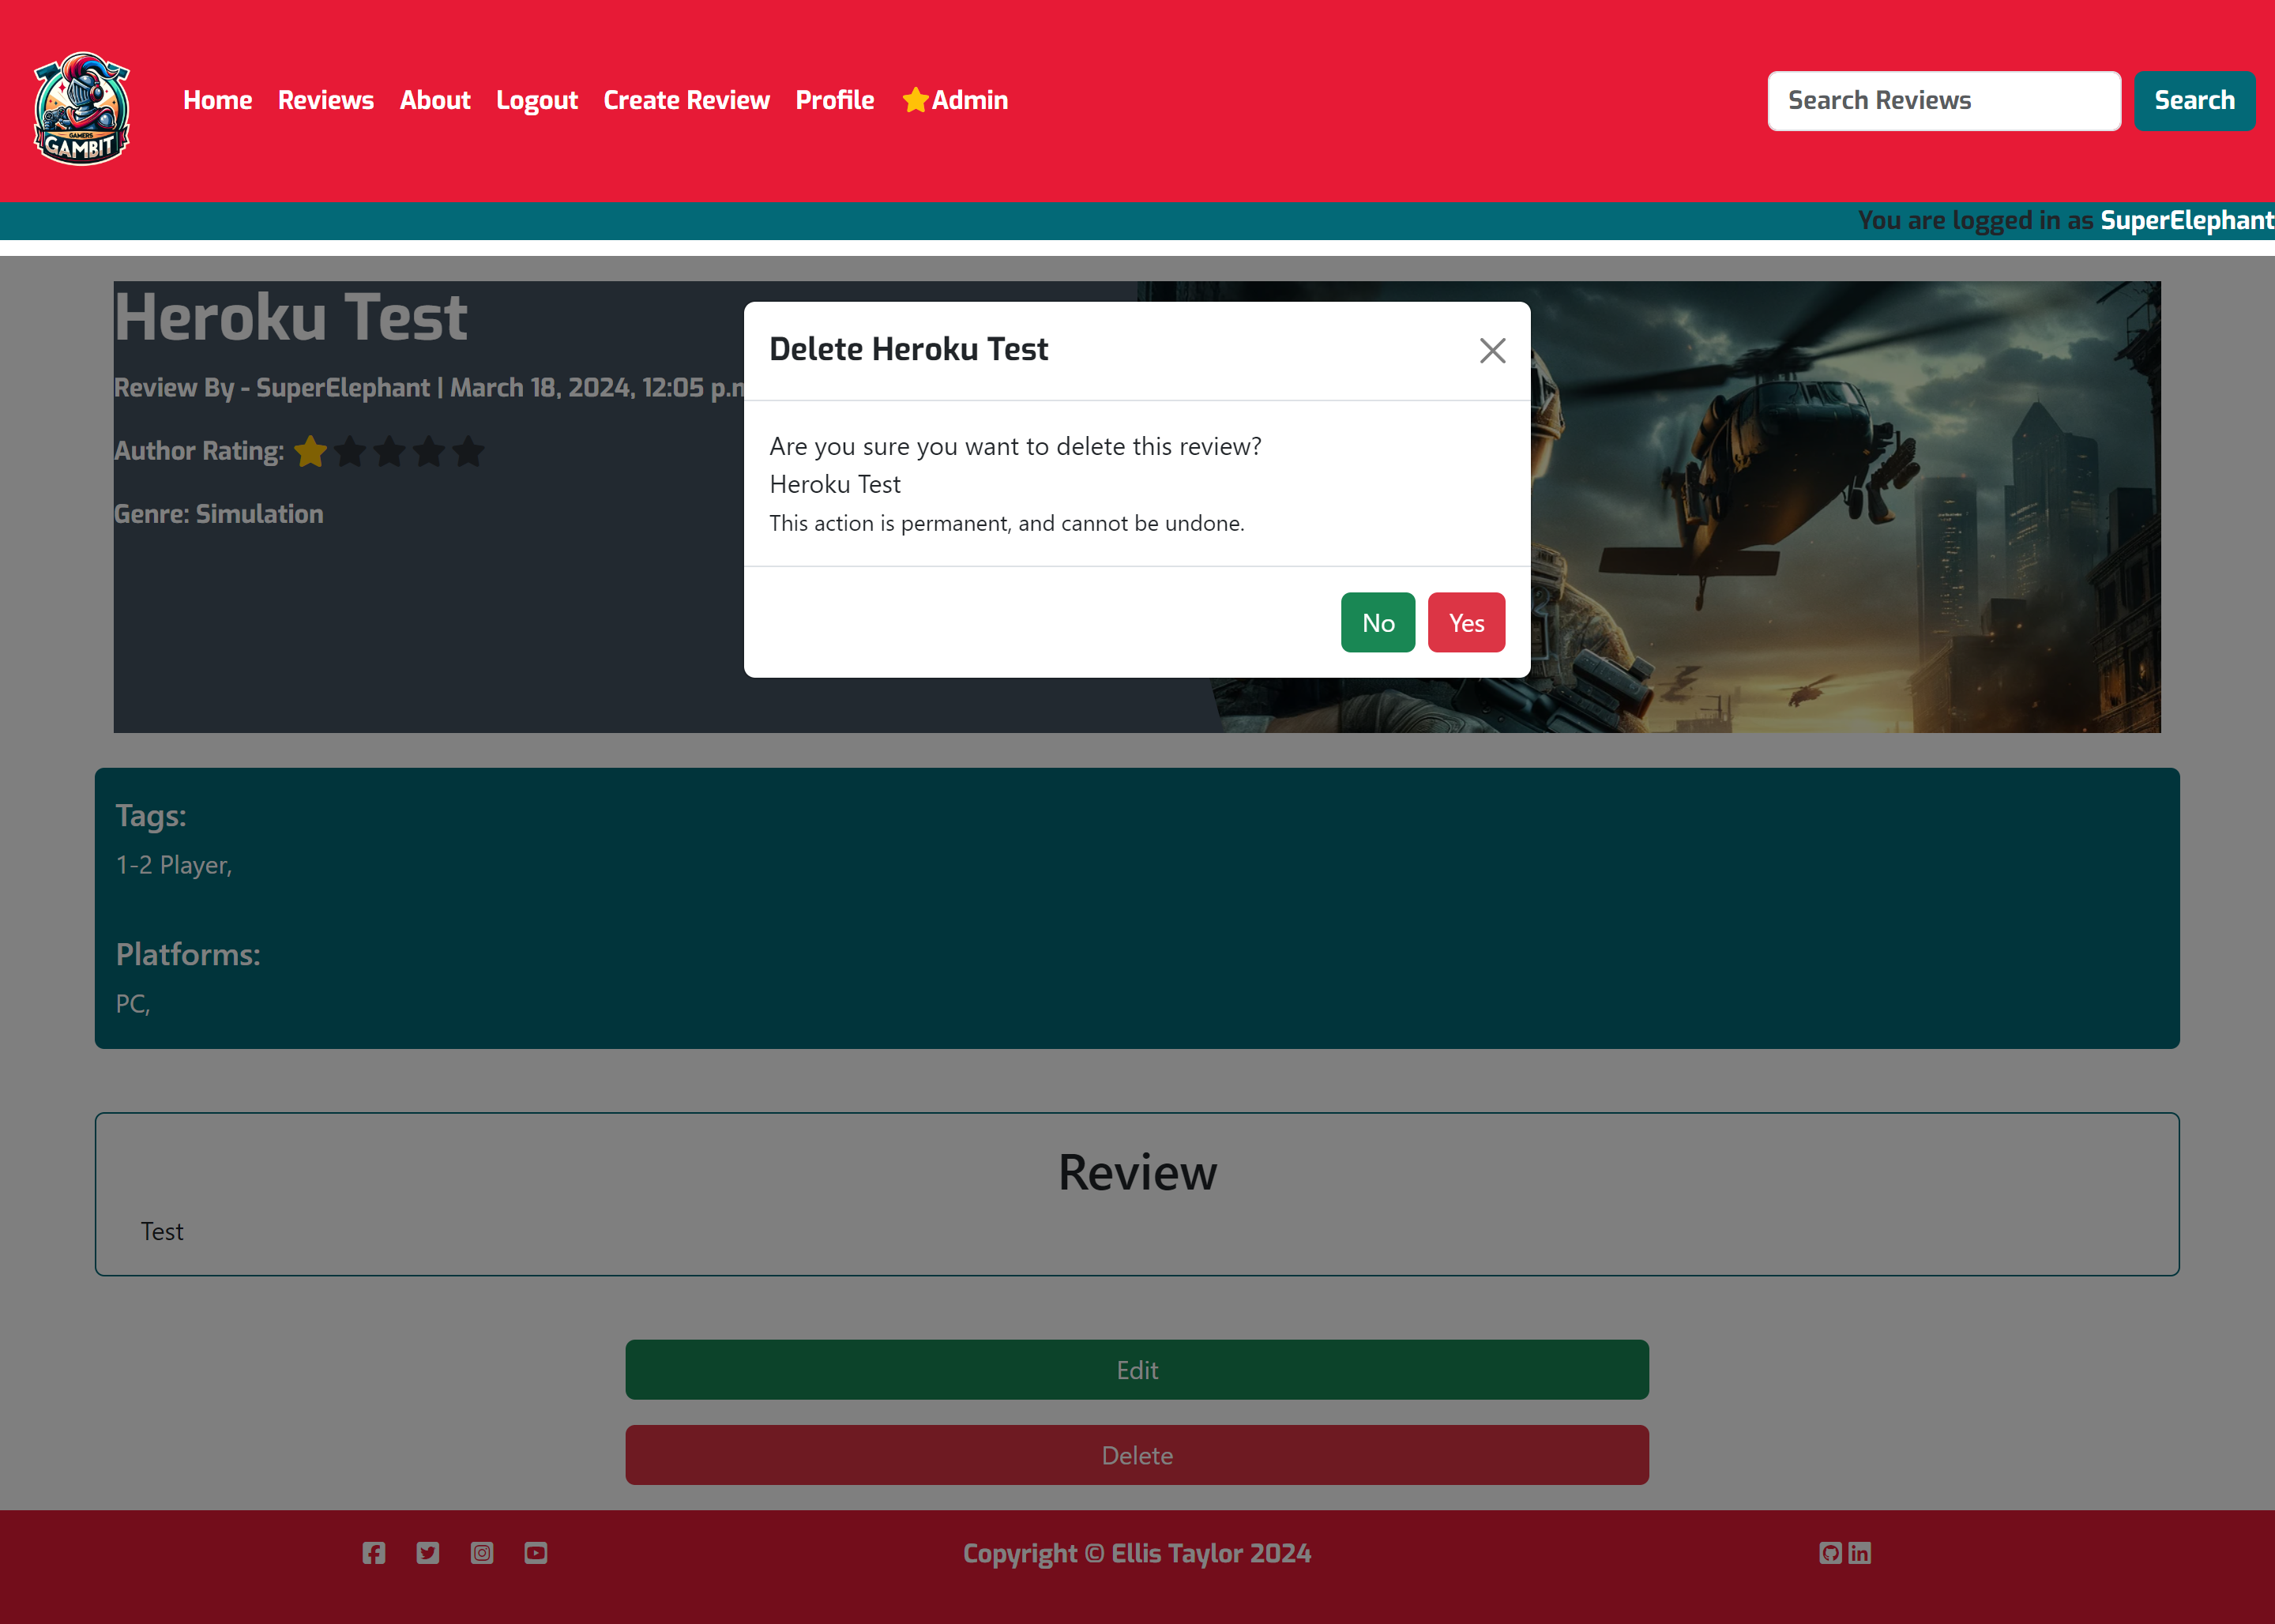 GAMERS
GAMBIT
Home Reviews About Logout Create Review Profile Admin
Search Reviews Search
You are logged in as SuperElephant
Heroku Test
Review By - SuperElephant | March 18, 2024, 12:05
Author Rating:
Genre: Simulation
Delete Heroku Test
Are you sure you want to delete this review?
Heroku Test
This action is permanent, and cannot be undone.
No Yes
Tags:
1-2 Player,
Platforms:
PC,
Review
Test
Edit
Delete
Copyright © Ellis Taylor 2024